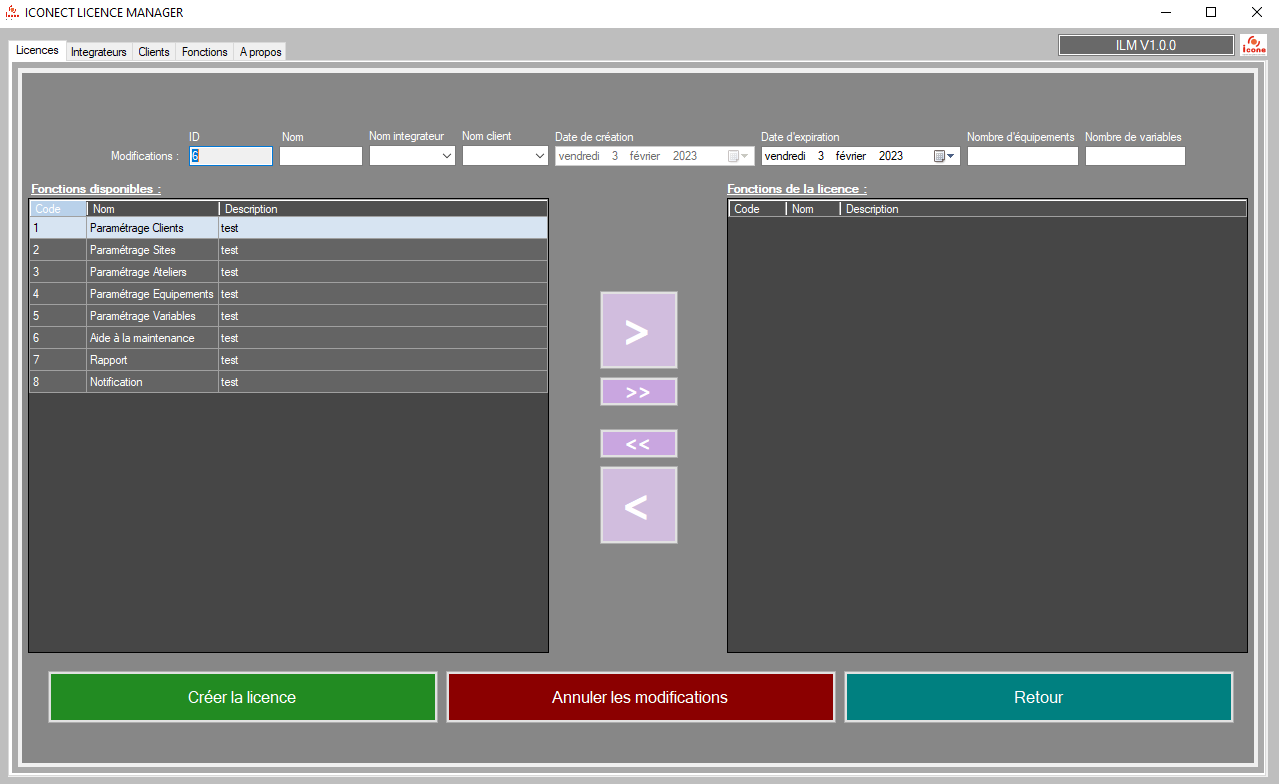 ICONECT LICENCE MANAGER
Licences Integrateurs Clients Fonctions A propos
ILM V1.0.0
icone
ID Nom Nom integrateur Nom client Date de création Date d'expiration Nombre d'équipements Nombre de variables
Modifications : 6 vendredi 3 février 2023 vendredi 3 février 2023
Fonctions disponibles :
Code Nom Description
1 Paramétrage Clients test
2 Paramétrage Sites test
3 Paramétrage Ateliers test
4 Paramétrage Equipements test
5 Paramétrage Variables test
6 Aide à la maintenance test
7 Rapport test
8 Notification test
>
>>
<<
<
Fonctions de la licence :
Code Nom Description
Créer la licence Annuler les modifications Retour